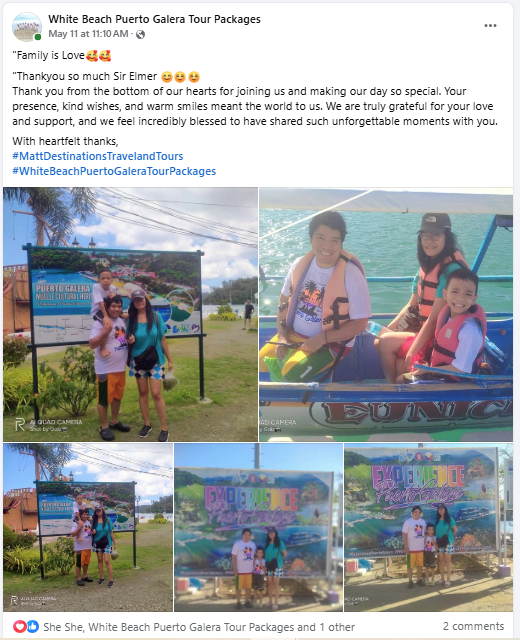 White Beach Puerto Galera Tour Packages
May 11 at 11:10 AM ·
"Family is Love🥰🥰
"Thankyou so much Sir Elmer 😊😊😊
Thank you from the bottom of our hearts for joining us and making our day so special. Your
presence, kind wishes, and warm smiles meant the world to us. We are truly grateful for your love
and support, and we feel incredibly blessed to have shared such unforgettable moments with you.
With heartfelt thanks,
#MattDestinationsTravelandTours
#WhiteBeachPuertoGaleraTourPackages
PUERTO GALERA
MUELLE CULTURAL HERI
AI QUAD CAMERA
Shot by
EUNIC
AI QUAD CAMERA
Shot by
EXPERIENCE
Puerto Galera
EXPERIENCE
Puerto Galera
She She, White Beach Puerto Galera Tour Packages and 1 other
2 comments